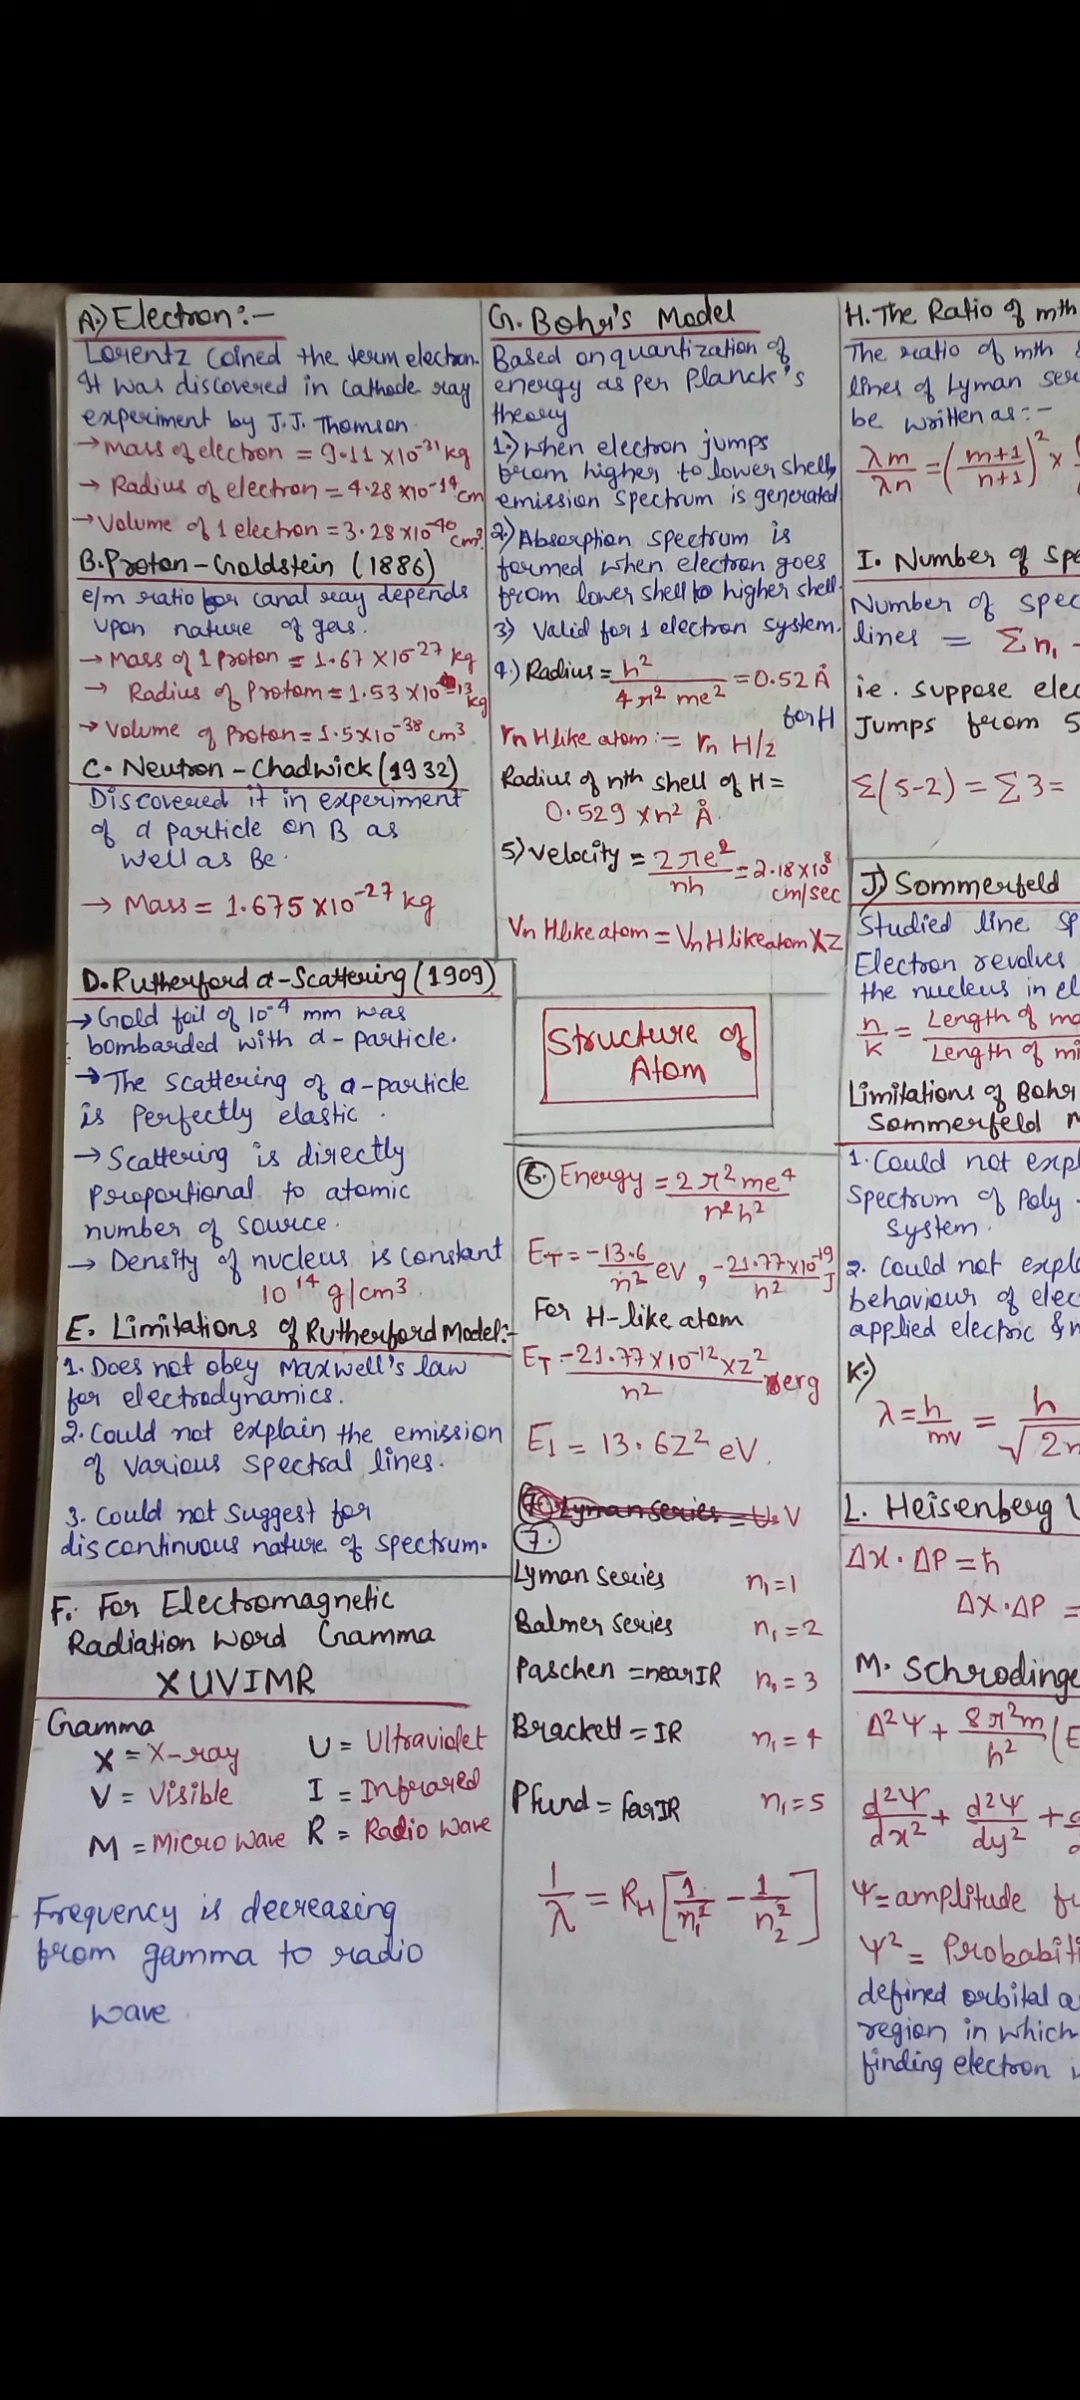 A.) Electron:-
Lorentz coined the term electron.
It was discovered in cathode ray
experiment by J.J. Thomson.
→ Mass of electron = 9.11 ×10⁻³¹ kg
→ Radius of electron = 4.28 ×10⁻¹⁴ cm
→ Volume of 1 electron = 3.28 ×10⁻⁴⁰ cm³
B. Proton - Goldstein (1886)
e/m ratio for canal ray depends
upon nature of gas.
→ Mass of 1 Proton = 1.67 ×10⁻²⁷ kg
→ Radius of Protom = 1.53 ×10⁻¹³ kg
→ Volume of Proton = 1.5×10⁻³⁸ cm³
C. Neutron - Chadwick (1932)
Discovered it in experiment
of α particle on B as
well as Be.
→ Mass = 1.675 ×10⁻²⁷ kg
D. Rutherford α-Scattering (1909)
→ Gold foil of 10⁻⁴ mm was
bombarded with α-particle.
→ The scattering of α-particle
is perfectly elastic.
→ Scattering is directly
proportional to atomic
number of source.
→ Density of nucleus is constant
10¹⁴ g/cm³.
E. Limitations of Rutherford Model:-
1. Does not obey Maxwell's law
for electrodynamics.
2. Could not explain the emission
of various spectral lines.
3. Could not suggest for
discontinuous nature of spectrum.
F. For Electromagnetic
Radiation Word Gamma
XUVIMR
Gamma
X = X-ray U = Ultraviolet
V = Visible I = Infrared
M = Micro wave R = Radio wave
Frequency is decreasing
from gamma to radio
wave.
G. Bohr's Model
Based on quantization of
energy as per Planck's
theory
1.) When electron jumps
from higher to lower shell,
emission spectrum is generated
2.) Absorption spectrum is
formed when electron goes
from lower shell to higher shell.
3) Valid for 1 electron system.
4.) Radius = h²/4π² me² = 0.52 Å
for H
rn H like atom := rn H/z
Radius of nth shell of H =
0.529 × n² Å.
5) Velocity = 2πe²/nh = 2.18 ×10⁸
cm/sec
Vn H like atom = Vn H like atom × Z
Structure of
Atom
6. Energy = 2π² me⁴/n² h²
E_T = -13.6/n² eV, -21.77×10⁻¹⁹/n² J
For H-like atom
E_T = -21.77 ×10⁻¹² ×Z²/n² erg
E₁ = 13.6Z² eV.
7. Lyman series = U.V
7.
Lyman series n₁=1
Balmer series n₁=2
Paschen = near IR n₁=3
Brackett = IR n₁=4
Pfund = far IR n₁=5
1/λ = R_H [1/n₁² - 1/n₂²]
H. The Ratio of mth
The ratio of mth
lines of Lyman
be written as:-
λm/λn = (m+1/n+1)² ×
I. Number of
Number of
lines = Σn₁ -
ie. suppose
Jumps from 5
Σ(5-2) = Σ3 =
J) Sommerfeld
Studied line
Electron revolves
the nucleus in
n/k = Length of / Length of
Limitations of Bohr
Sommerfeld
1. Could not
Spectrum of Poly
system.
2. Could not
behaviour of
applied electric &
K.)
λ = h/mv = h/√2
L. Heisenberg
Δx · ΔP = ħ
Δx · ΔP =
M. Schrodinge
Δ²Ψ + 8π²m/h² (E
d²Ψ/dx² + d²Ψ/dy² +
Ψ = amplitude
Ψ² =
defined orbital
region in which
finding electron